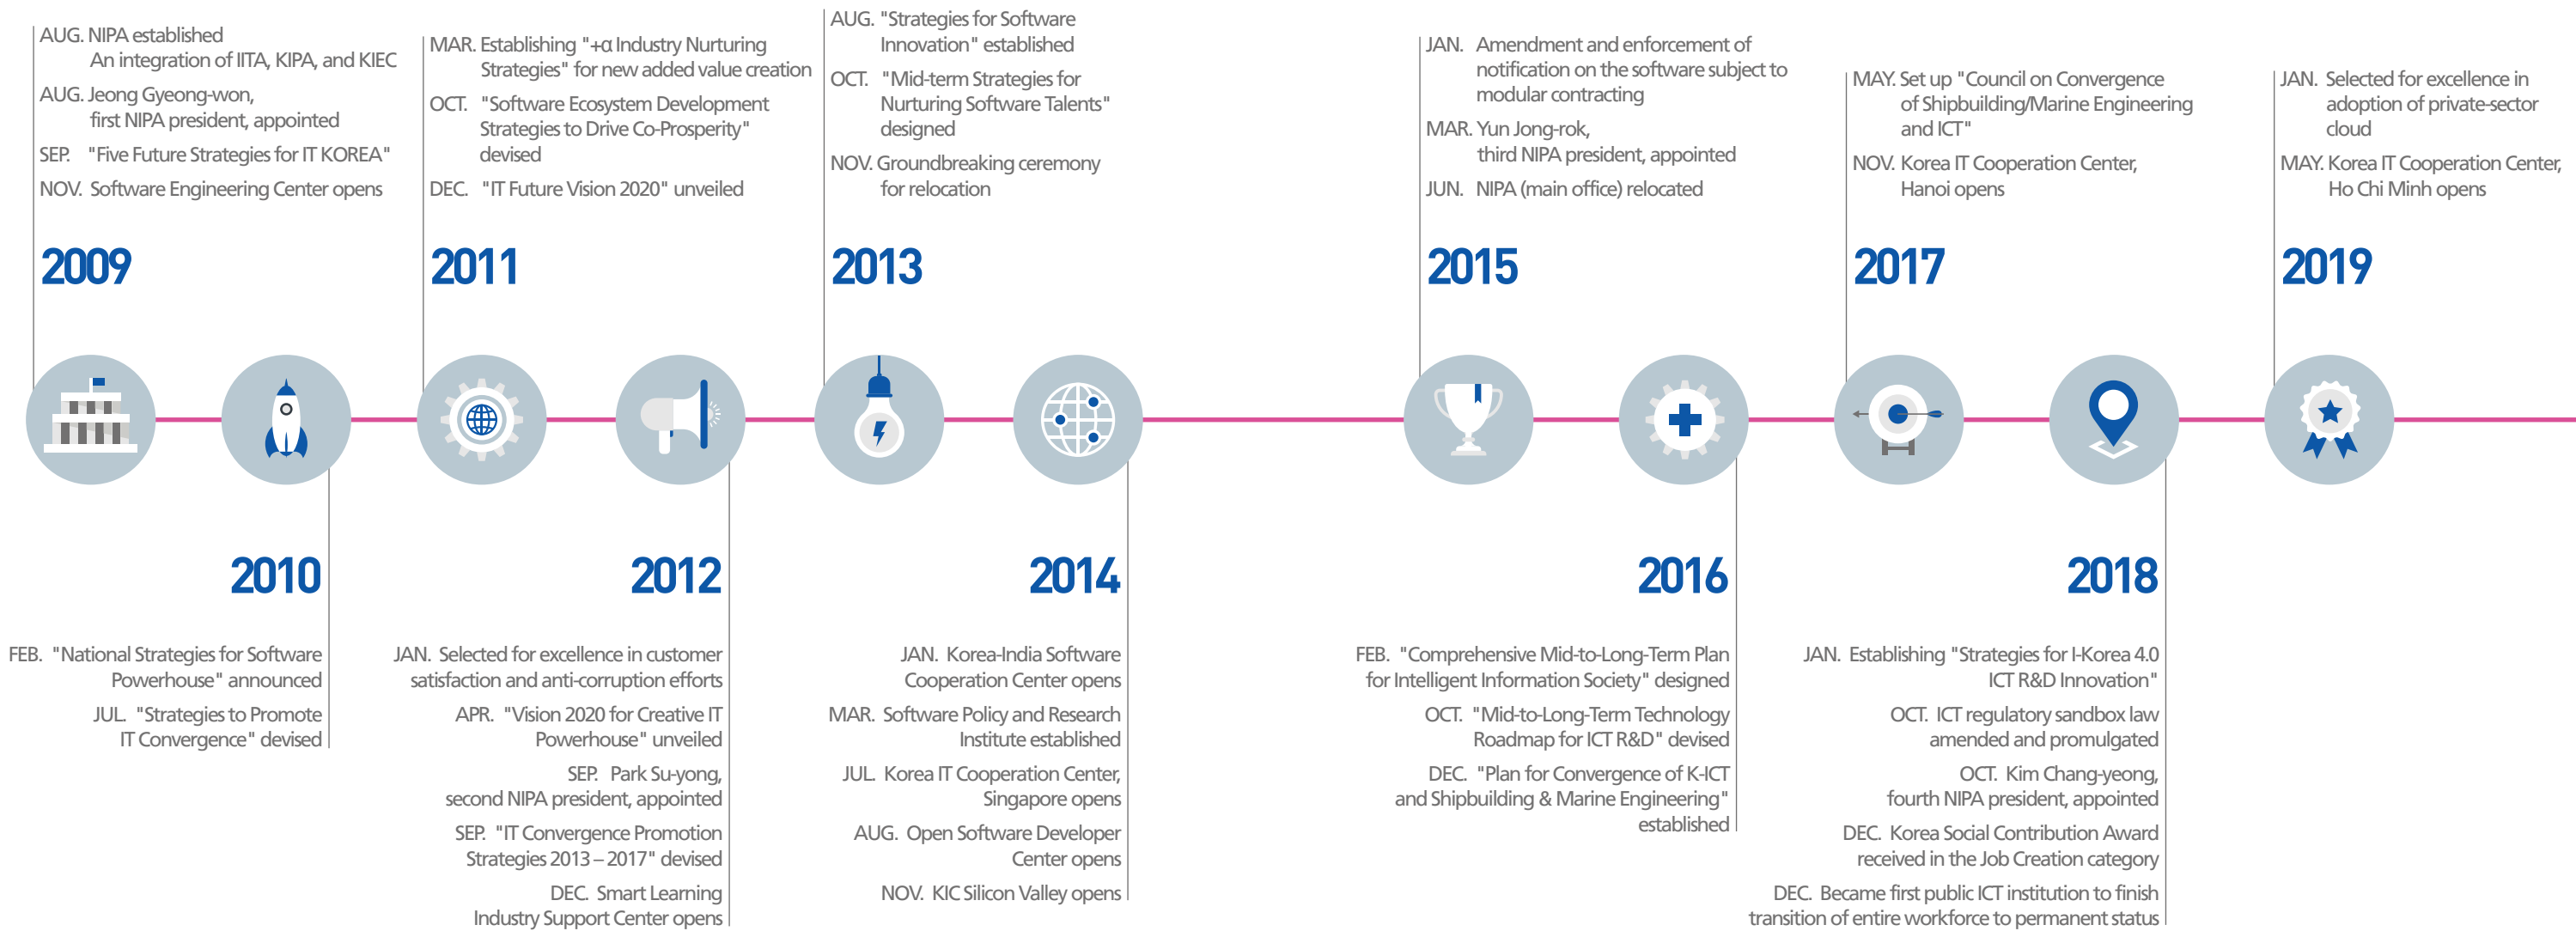 AUG. NIPA established
An integration of IITA, KIPA, and KIEC
AUG. Jeong Gyeong-won,
first NIPA president, appointed
SEP. "Five Future Strategies for IT KOREA"
NOV. Software Engineering Center opens
2009
MAR. Establishing "+α Industry Nurturing
Strategies" for new added value creation
OCT. "Software Ecosystem Development
Strategies to Drive Co-Prosperity"
devised
DEC. "IT Future Vision 2020" unveiled
2011
AUG. "Strategies for Software
Innovation" established
OCT. "Mid-term Strategies for
Nurturing Software Talents"
designed
NOV. Groundbreaking ceremony
for relocation
2013
JAN. Amendment and enforcement of
notification on the software subject to
modular contracting
MAR. Yun Jong-rok,
third NIPA president, appointed
JUN. NIPA (main office) relocated
2015
MAY. Set up "Council on Convergence
of Shipbuilding/Marine Engineering
and ICT"
NOV. Korea IT Cooperation Center,
Hanoi opens
2017
JAN. Selected for excellence in
adoption of private-sector
cloud
MAY. Korea IT Cooperation Center,
Ho Chi Minh opens
2019
2010
FEB. "National Strategies for Software
Powerhouse" announced
JUL. "Strategies to Promote
IT Convergence" devised
2012
JAN. Selected for excellence in customer
satisfaction and anti-corruption efforts
APR. "Vision 2020 for Creative IT
Powerhouse" unveiled
SEP. Park Su-yong,
second NIPA president, appointed
SEP. "IT Convergence Promotion
Strategies 2013 – 2017" devised
DEC. Smart Learning
Industry Support Center opens
2014
JAN. Korea-India Software
Cooperation Center opens
MAR. Software Policy and Research
Institute established
JUL. Korea IT Cooperation Center,
Singapore opens
AUG. Open Software Developer
Center opens
NOV. KIC Silicon Valley opens
2016
FEB. "Comprehensive Mid-to-Long-Term Plan
for Intelligent Information Society" designed
OCT. "Mid-to-Long-Term Technology
Roadmap for ICT R&D" devised
DEC. "Plan for Convergence of K-ICT
and Shipbuilding & Marine Engineering"
established
2018
JAN. Establishing "Strategies for I-Korea 4.0
ICT R&D Innovation"
OCT. ICT regulatory sandbox law
amended and promulgated
OCT. Kim Chang-yeong,
fourth NIPA president, appointed
DEC. Korea Social Contribution Award
received in the Job Creation category
DEC. Became first public ICT institution to finish
transition of entire workforce to permanent status